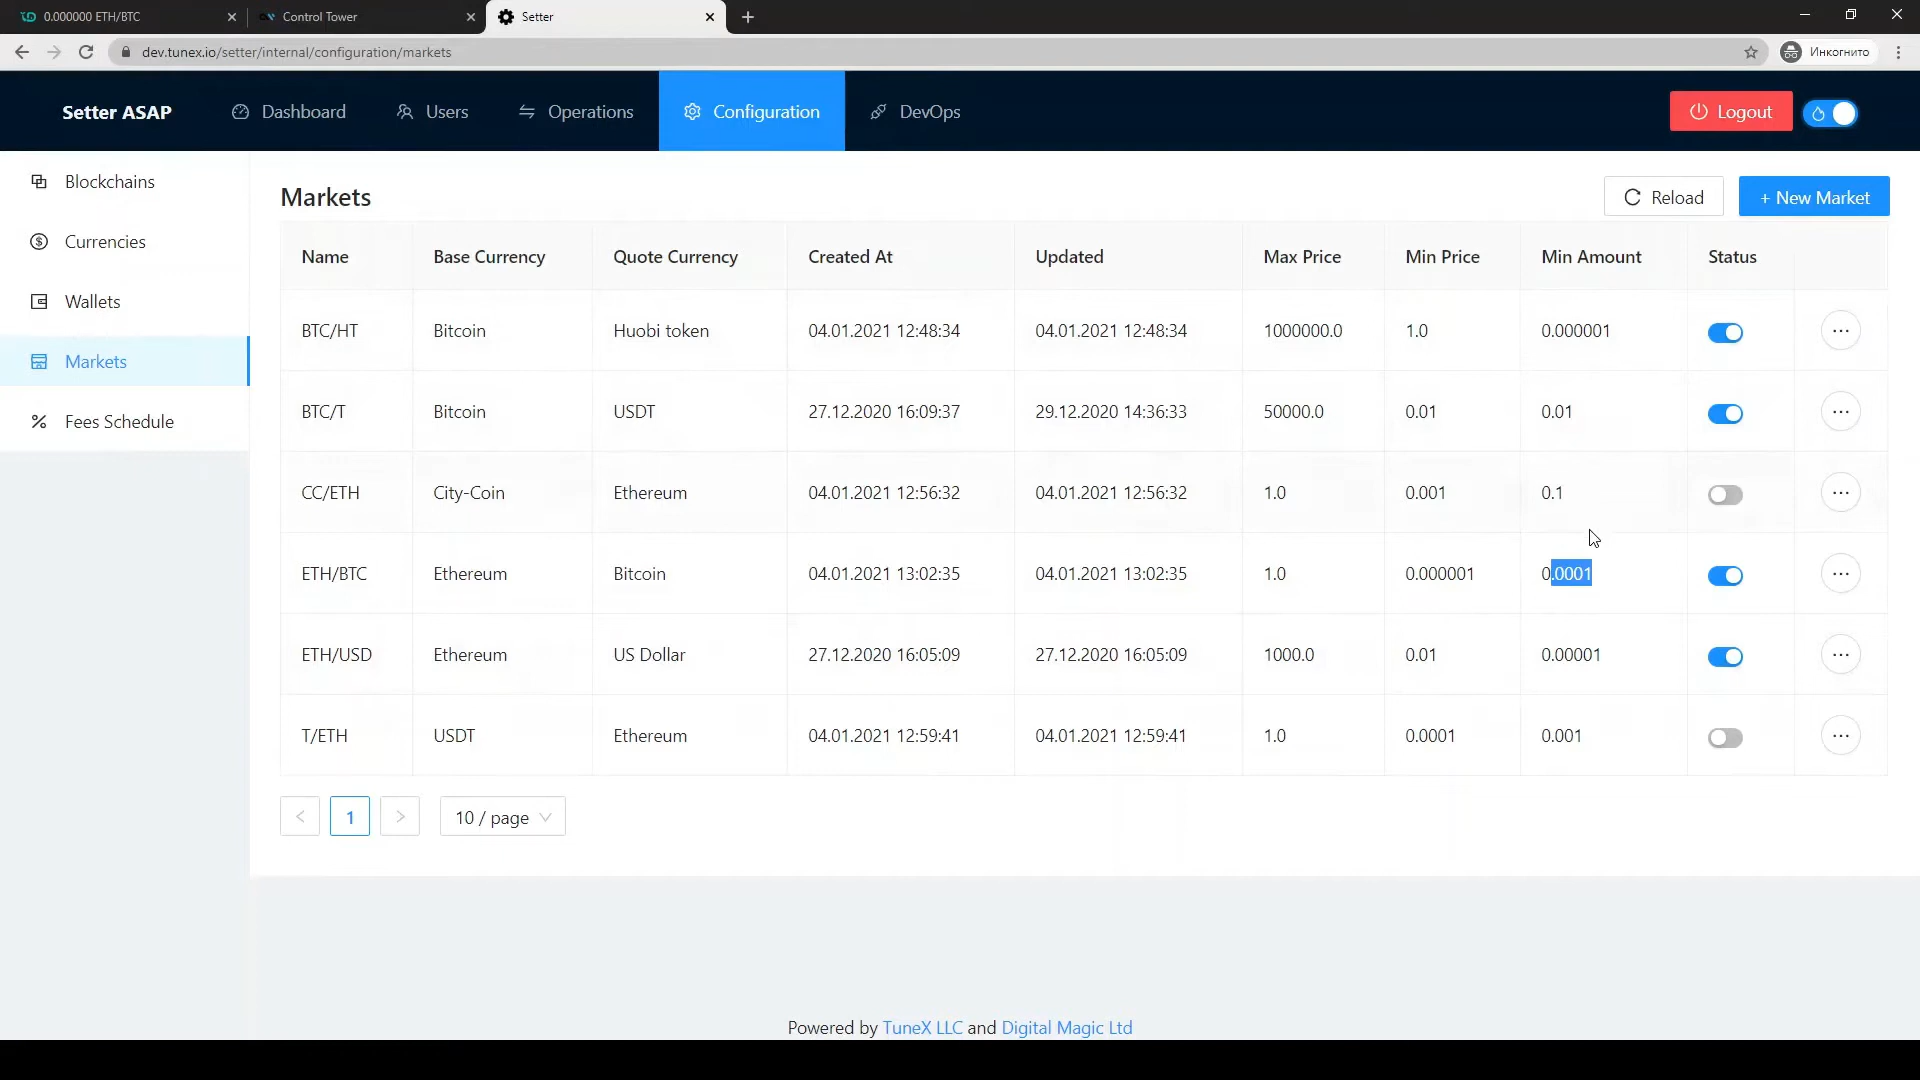 0.000000 ETH/BTC
Control Tower
Setter
dev.tunex.io/setter/internal/configuration/markets
Инкогнито
Setter ASAP
Dashboard
Users
Operations
Configuration
DevOps
Logout
Blockchains
Currencies
Wallets
Markets
Fees Schedule
Markets
Reload
+ New Market
Name Base Currency Quote Currency Created At Updated Max Price Min Price Min Amount Status
BTC/HT Bitcoin Huobi token 04.01.2021 12:48:34 04.01.2021 12:48:34 1000000.0 1.0 0.000001
BTC/T Bitcoin USDT 27.12.2020 16:09:37 29.12.2020 14:36:33 50000.0 0.01 0.01
CC/ETH City-Coin Ethereum 04.01.2021 12:56:32 04.01.2021 12:56:32 1.0 0.001 0.1
ETH/BTC Ethereum Bitcoin 04.01.2021 13:02:35 04.01.2021 13:02:35 1.0 0.000001 0.0001
ETH/USD Ethereum US Dollar 27.12.2020 16:05:09 27.12.2020 16:05:09 1000.0 0.01 0.00001
T/ETH USDT Ethereum 04.01.2021 12:59:41 04.01.2021 12:59:41 1.0 0.0001 0.001
< 1 > 10 / page
Powered by TuneX LLC and Digital Magic Ltd